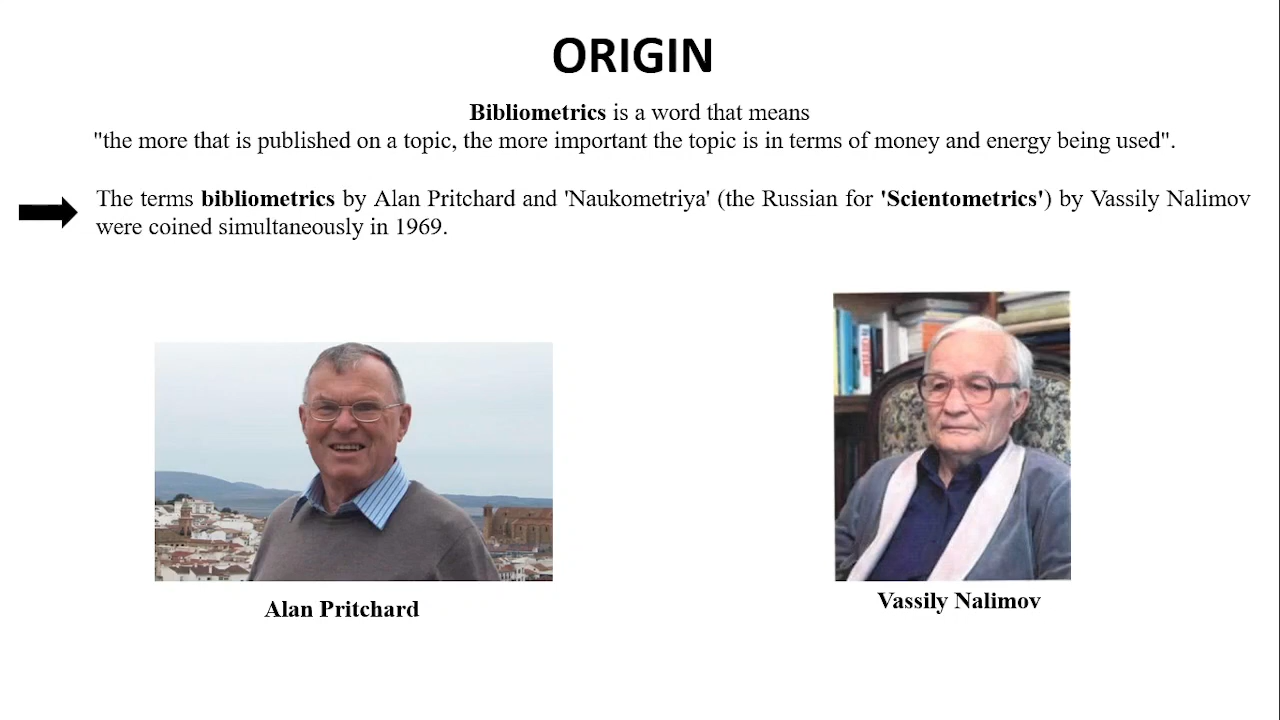 ORIGIN
Bibliometrics is a word that means
"the more that is published on a topic, the more important the topic is in terms of money and energy being used".
The terms bibliometrics by Alan Pritchard and 'Naukometriya' (the Russian for 'Scientometrics') by Vassily Nalimov
were coined simultaneously in 1969.
Alan Pritchard
Vassily Nalimov